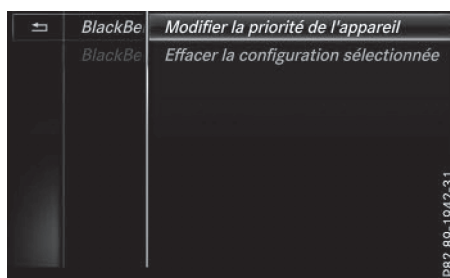 BlackBe
Modifier la priorité de l'appareil
BlackBe
Effacer la configuration sélectionnée
P82.89-1942-31